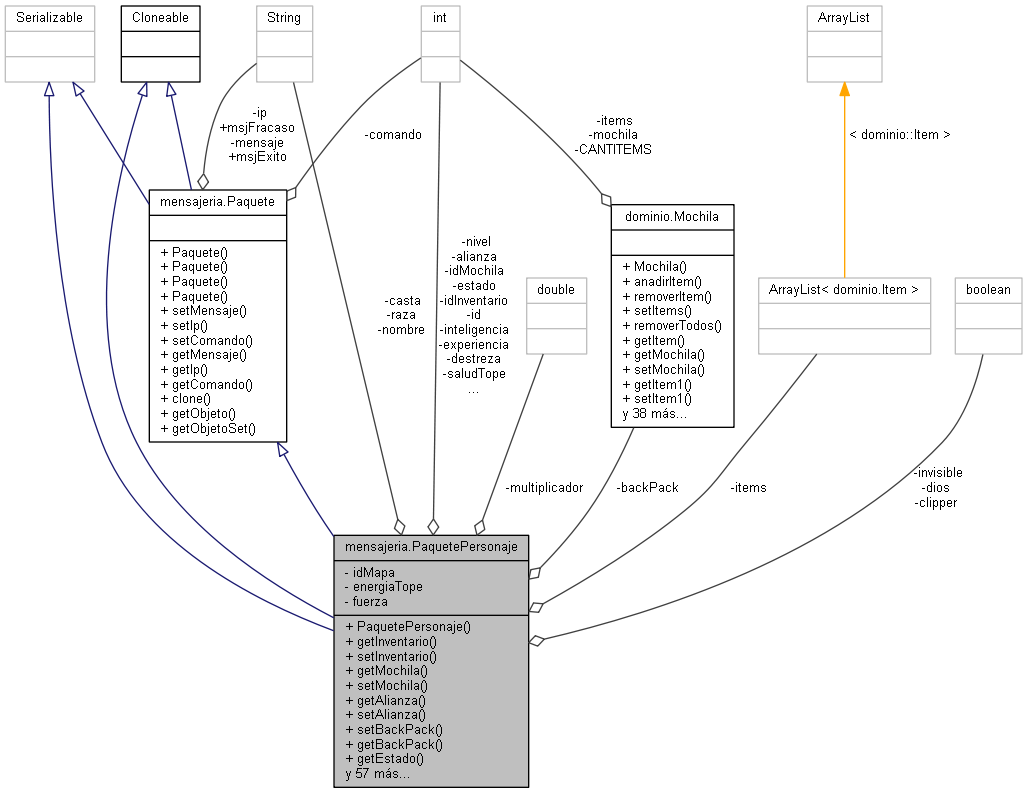 Serializable
Cloneable
String
int
ArrayList
-ip
+msjFracaso
-mensaje
+msjExito
-comando
-items
-mochila
-CANTITEMS
< dominio::Item >
mensajeria.Paquete
+ Paquete()
+ Paquete()
+ Paquete()
+ Paquete()
+ setMensaje()
+ setIp()
+ setComando()
+ getMensaje()
+ getIp()
+ getComando()
+ clone()
+ getObjeto()
+ getObjetoSet()
-casta
-raza
-nombre
-nivel
-alianza
-idMochila
-estado
-idInventario
-id
-inteligencia
-experiencia
-destreza
-saludTope
...
double
dominio.Mochila
+ Mochila()
+ anadirItem()
+ removerItem()
+ setItems()
+ removerTodos()
+ getItem()
+ getMochila()
+ setMochila()
+ getItem1()
+ setItem1()
y 38 más...
ArrayList< dominio.Item >
boolean
-multiplicador
-backPack
-items
-invisible
-dios
-clipper
mensajeria.PaquetePersonaje
- idMapa
- energiaTope
- fuerza
+ PaquetePersonaje()
+ getInventario()
+ setInventario()
+ getMochila()
+ setMochila()
+ getAlianza()
+ setAlianza()
+ setBackPack()
+ getBackPack()
+ getEstado()
y 57 más...